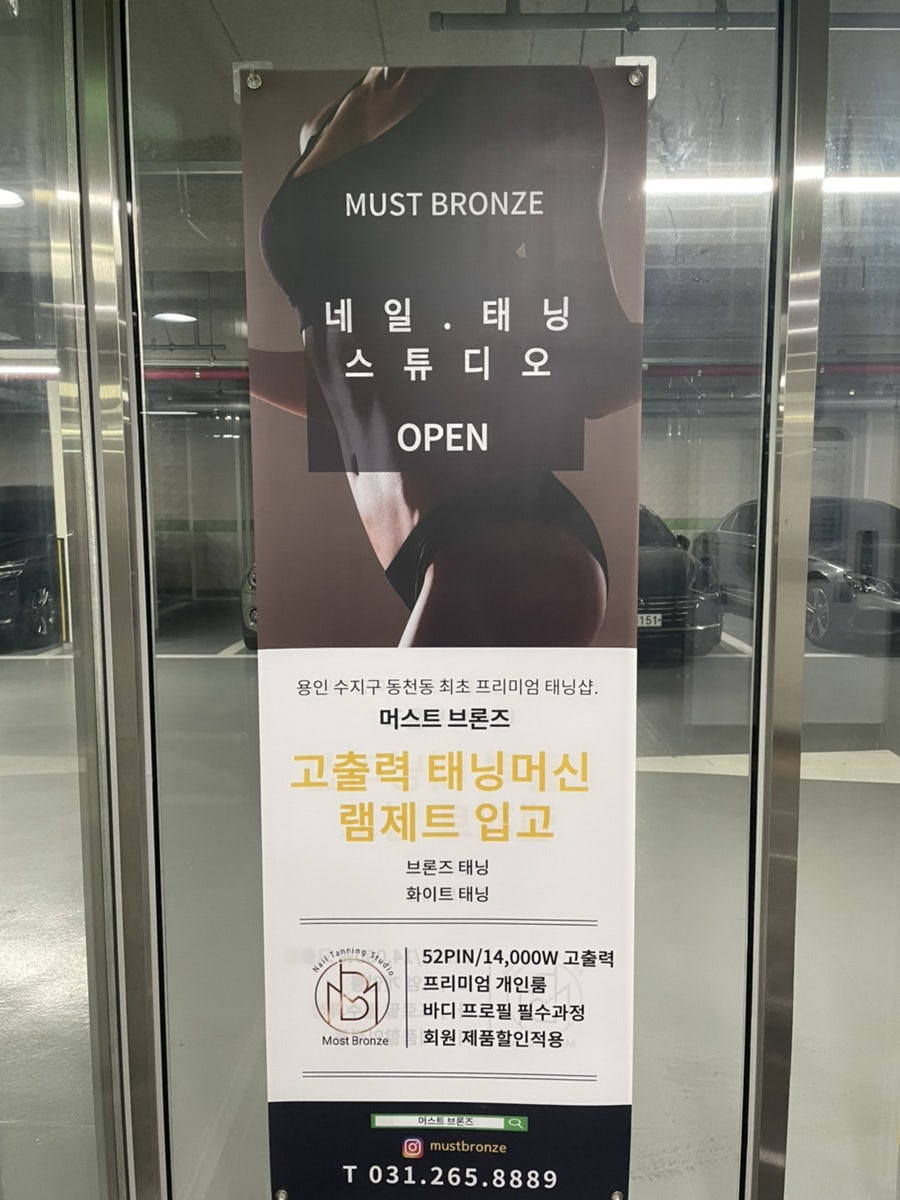 MUST BRONZE
네일.태닝
스튜디오
OPEN
용인 수지구 동천동 최초 프리미엄 태닝샵.
머스트 브론즈
고출력 태닝머신
램제트 입고
브론즈 태닝
화이트 태닝
Nail Tanning Studio
Most Bronze
52PIN/14,000W 고출력
프리미엄 개인룸
바디 프로필 필수과정
회원 제품할인적용
머스트 브론즈
mustbronze
T 031.265.8889
151